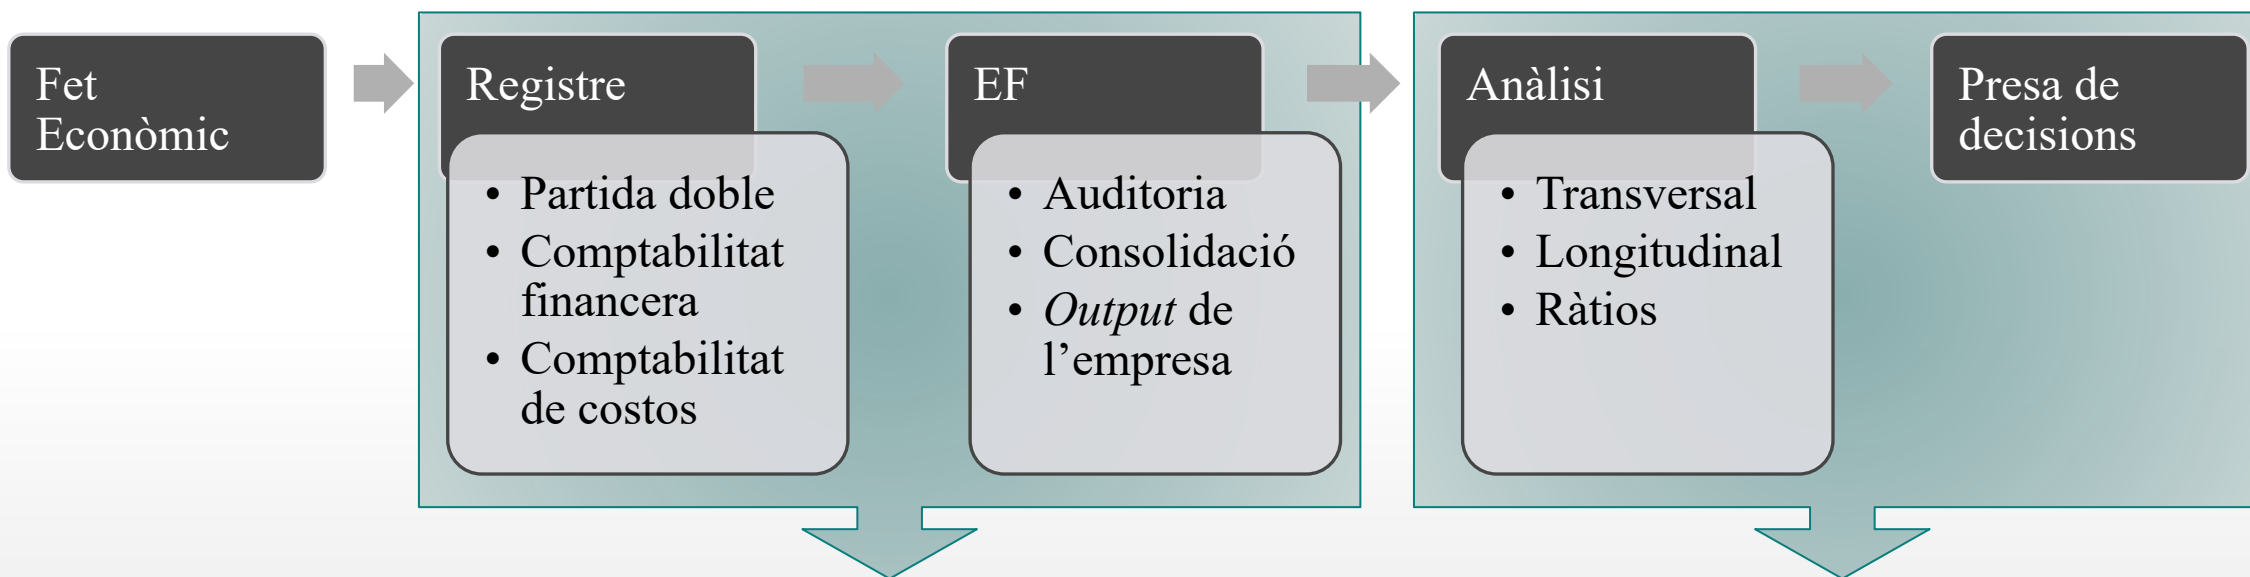 Fet
Econòmic
Registre
• Partida doble
• Comptabilitat
financera
• Comptabilitat
de costos
EF
• Auditoria
• Consolidació
• Output de
l’empresa
Anàlisi
• Transversal
• Longitudinal
• Ràtios
Presa de
decisions